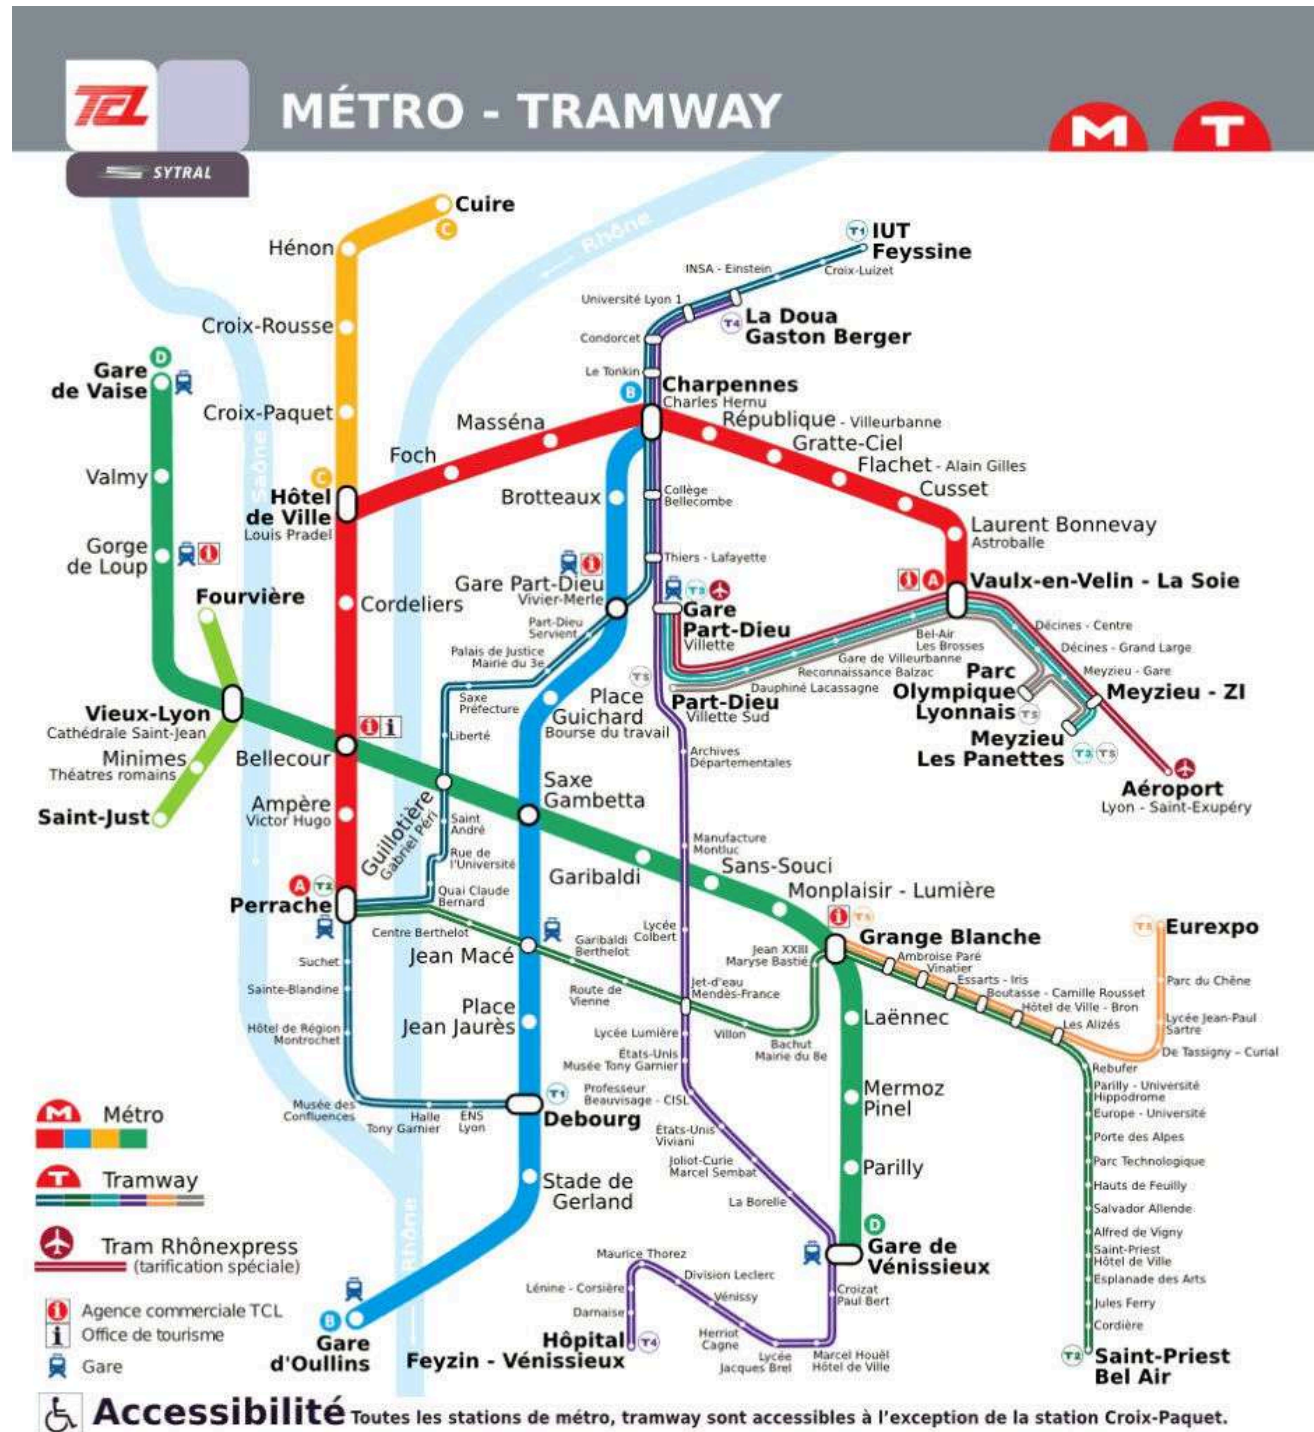 TCL
SYTRAL
MÉTRO - TRAMWAY
M
T
Cuire
C
Hénon
Croix-Rousse
Croix-Paquet
C
Hôtel
de Ville
Louis Pradel
D
Gare
de Vaise
Valmy
Gorge
de Loup
Fourvière
Vieux-Lyon
Cathédrale Saint-Jean
Minimes
Théatres romains
Saint-Just
Saône
Rhône
T1
IUT
Feyssine
INSA - Einstein
Croix-Luizet
Université Lyon 1
T4
La Doua
Gaston Berger
Condorcet
Le Tonkin
B
Charpennes
Charles Hernu
Masséna
Foch
République - Villeurbanne
Gratte-Ciel
Flachet - Alain Gilles
Cusset
Laurent Bonnevay
Astroballe
A
Vaulx-en-Velin - La Soie
Brotteaux
Collège
Bellecombe
Thiers - Lafayette
Gare Part-Dieu
Vivier-Merle
T3
Gare
Part-Dieu
Villette
Cordeliers
Part-Dieu
Servient
Palais de Justice
Mairie du 3e
Saxe
Préfecture
Liberté
Place
Guichard
Bourse du travail
T5
Part-Dieu
Villette Sud
Dauphiné Lacassagne
Reconnaissance Balzac
Gare de Villeurbanne
Bel-Air
Les Brosses
Décines - Centre
Décines - Grand Large
Meyzieu - Gare
Parc
Olympique
Lyonnais
T5
Meyzieu - ZI
Meyzieu
Les Panettes
T3
T5
Aéroport
Lyon - Saint-Exupéry
Bellecour
Ampère
Victor Hugo
Guillotière
Gabriel Péri
Saint
André
Rue de
l'Université
Quai Claude
Bernard
Saxe
Gambetta
Garibaldi
Archives
Départementales
Manufacture
Montluc
Sans-Souci
Monplaisir - Lumière
A
T2
Perrache
Centre Berthelot
Jean Macé
Garibaldi
Berthelot
Route de
Vienne
Lycée
Colbert
Jet-d'eau
Mendès-France
Villon
Bachut
Mairie du 8e
Jean XXIII
Maryse Bastié
T5
Grange Blanche
Ambroise Paré
Vinatier
Essarts - Iris
Boutasse - Camille Rousset
Hôtel de Ville - Bron
Les Alizés
T5
Eurexpo
Parc du Chêne
Lycée Jean-Paul
Sartre
De Tassigny – Curial
Suchet
Sainte-Blandine
Hôtel de Région
Montrochet
Musée des
Confluences
Halle
Tony Garnier
ENS
Lyon
T1
Debourg
Place
Jean Jaurès
Stade de
Gerland
B
Gare
d'Oullins
Rhône
Lycée Lumière
États-Unis
Musée Tony Garnier
Professeur
Beauvisage - CISL
États-Unis
Viviani
Joliot-Curie
Marcel Sembat
La Borelle
Laënnec
Mermoz
Pinel
Parilly
D
Gare de
Vénissieux
Croizat
Paul Bert
Marcel Houël
Hôtel de Ville
Lycée
Jacques Brel
Herriot
Cagne
Vénissy
Division Leclerc
Maurice Thorez
Lénine - Corsière
Darnaise
Hôpital
Feyzin - Vénissieux
T4
Rebufer
Parilly - Université
Hippodrome
Europe - Université
Porte des Alpes
Parc Technologique
Hauts de Feuilly
Salvador Allende
Alfred de Vigny
Saint-Priest
Hôtel de Ville
Esplanade des Arts
Jules Ferry
Cordière
T2
Saint-Priest
Bel Air
M
Métro
T
Tramway
Tram Rhônexpress
(tarification spéciale)
Agence commerciale TCL
Office de tourisme
Gare
Accessibilité Toutes les stations de métro, tramway sont accessibles à l'exception de la station Croix-Paquet.